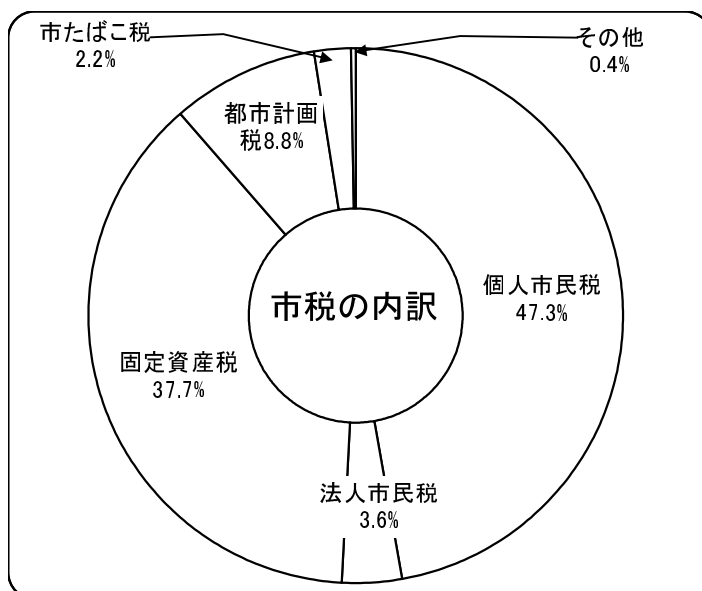 市たばこ税
2.2%
その他
0.4%
都市計画
税8.8%
個人市民税
47.3%
市税の内訳
固定資産税
37.7%
法人市民税
3.6%